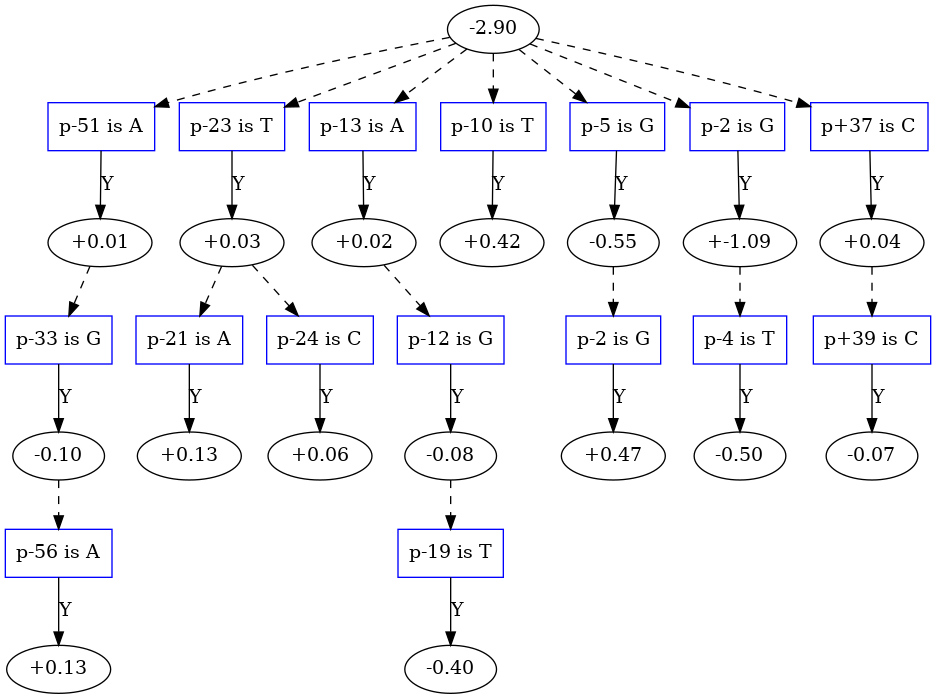 -2.90
p-51 is A
p-23 is T
p-13 is A
p-10 is T
p-5 is G
p-2 is G
p+37 is C
Y
Y
Y
Y
Y
Y
Y
+0.01
+0.03
+0.02
+0.42
-0.55
+-1.09
+0.04
p-33 is G
p-21 is A
p-24 is C
p-12 is G
p-2 is G
p-4 is T
p+39 is C
Y
Y
Y
Y
Y
Y
Y
-0.10
+0.13
+0.06
-0.08
+0.47
-0.50
-0.07
p-56 is A
p-19 is T
Y
Y
+0.13
-0.40